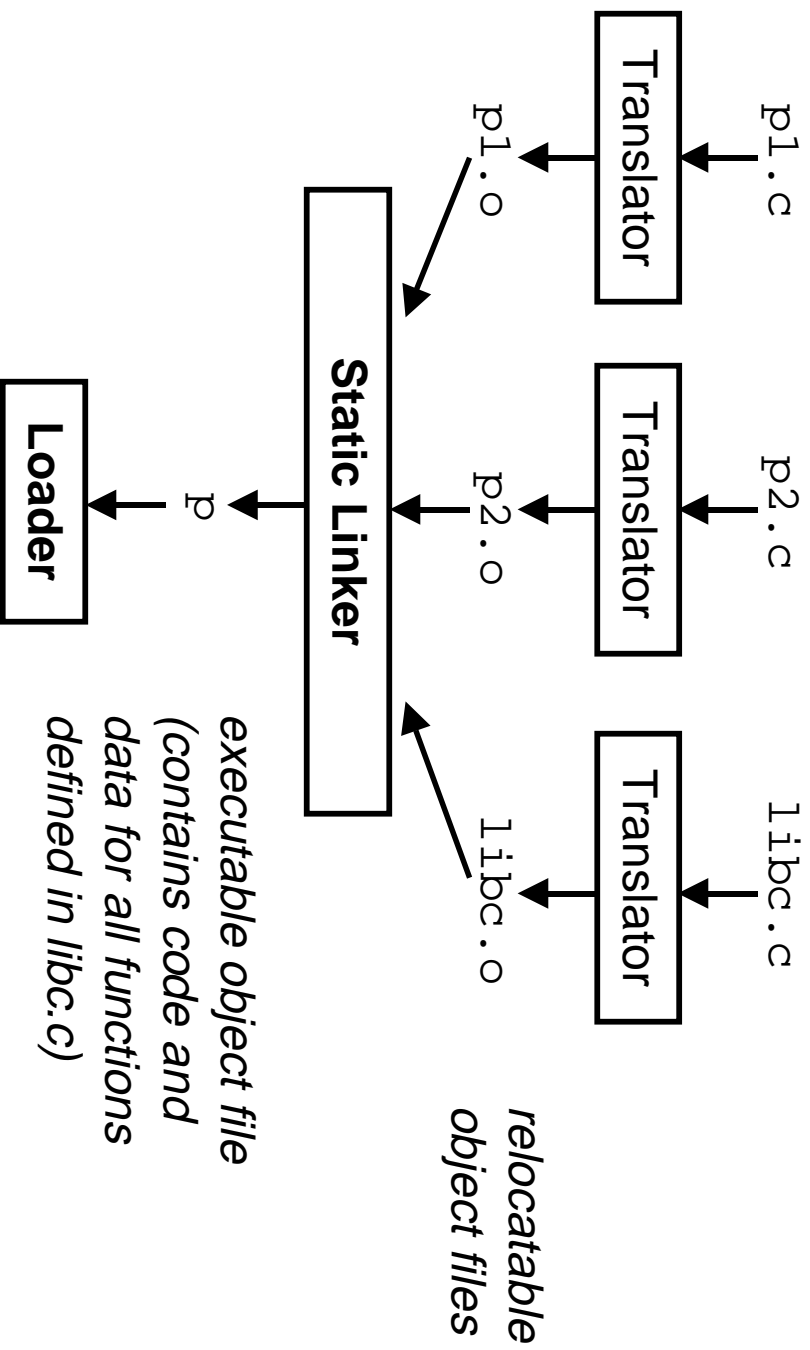 p1.c
p2.c
libc.c
Translator
Translator
Translator
p1.o
p2.o
libc.o
relocatable
object files
Static Linker
p
executable object file
(contains code and
data for all functions
defined in libc.c)
Loader